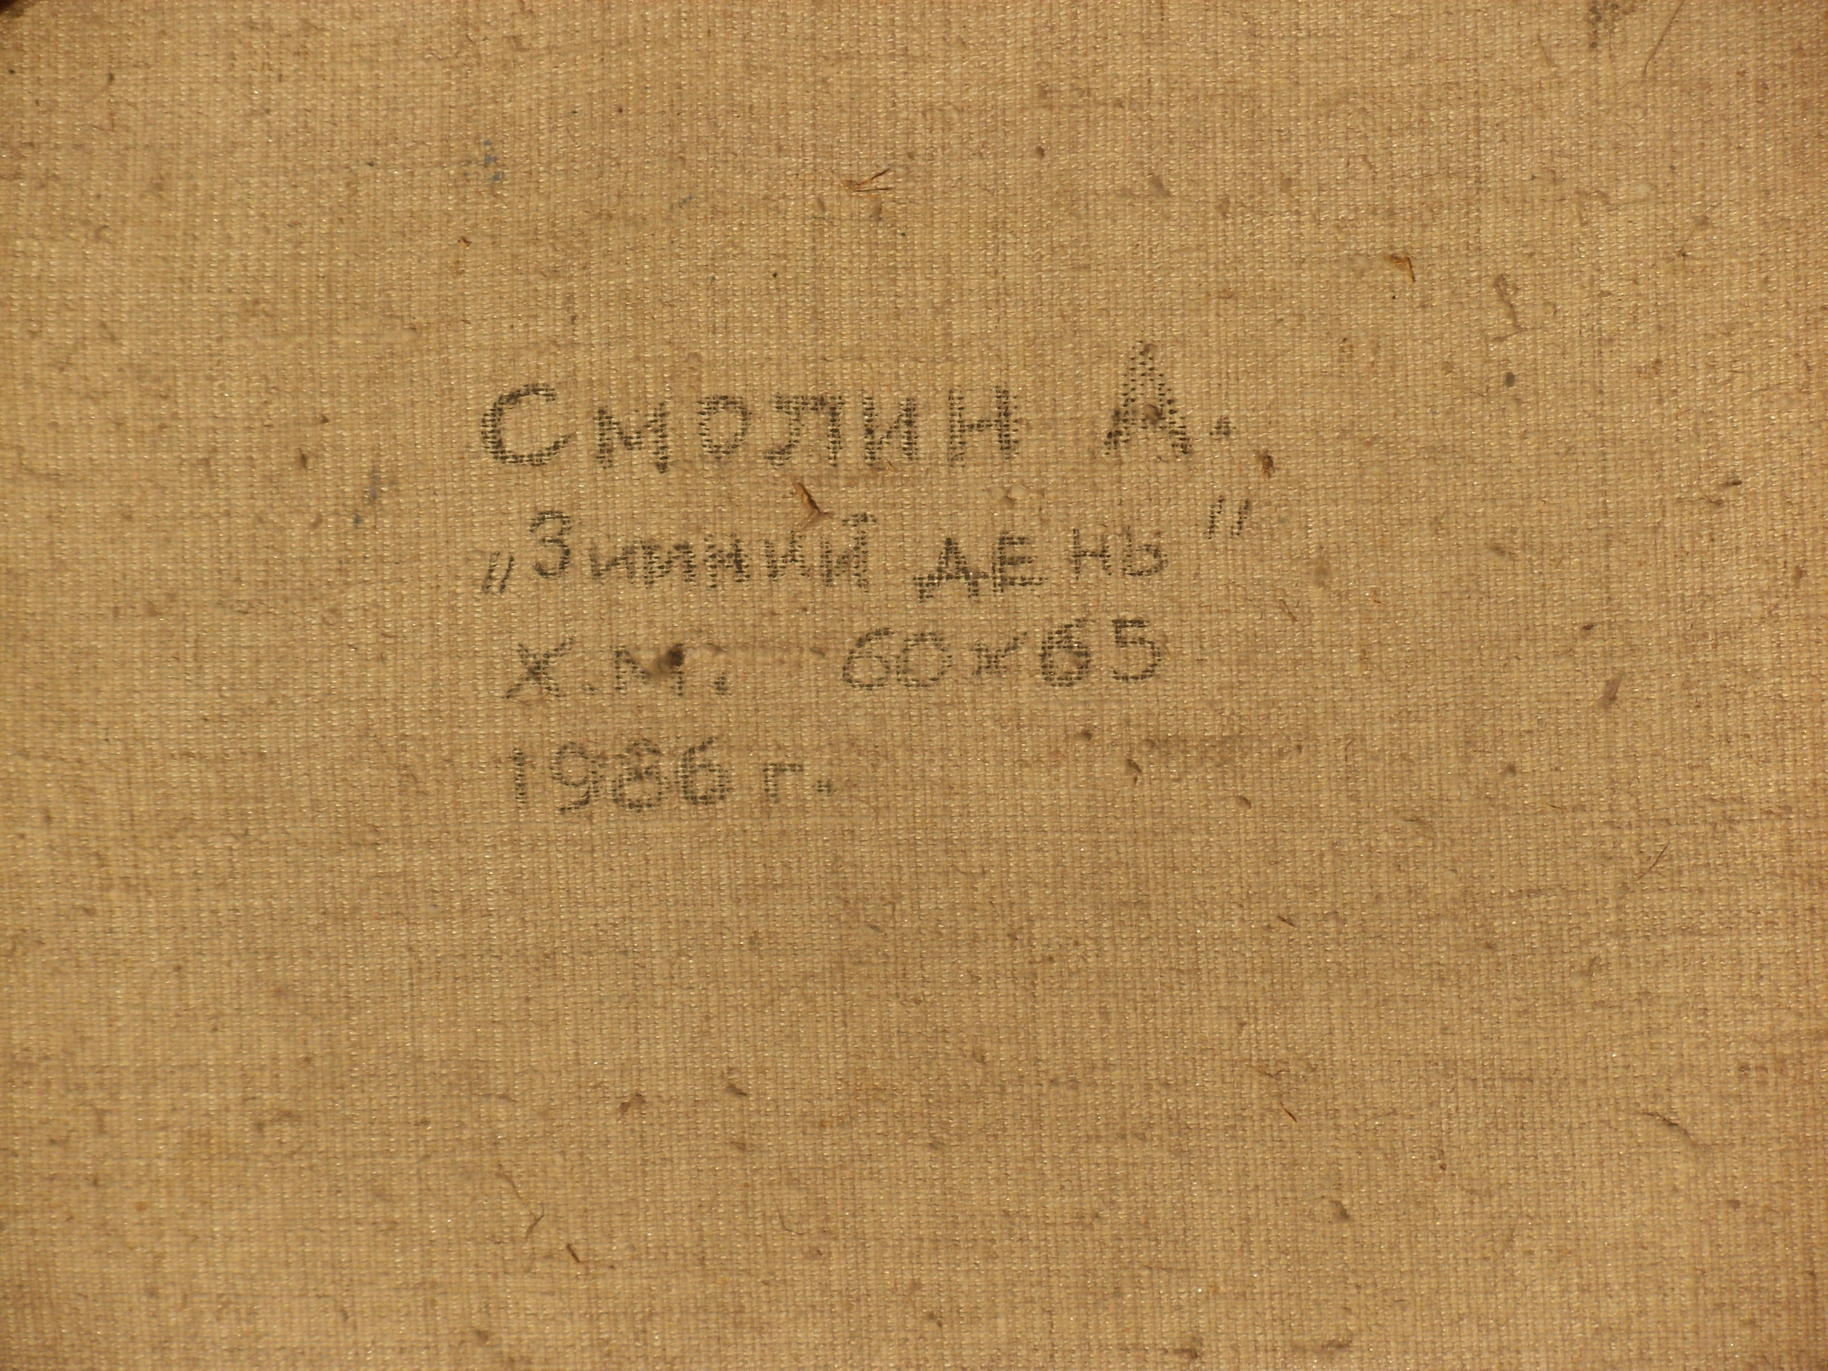 Смолин А.
„Зимний день"
х.м. 60х65
1986 г.